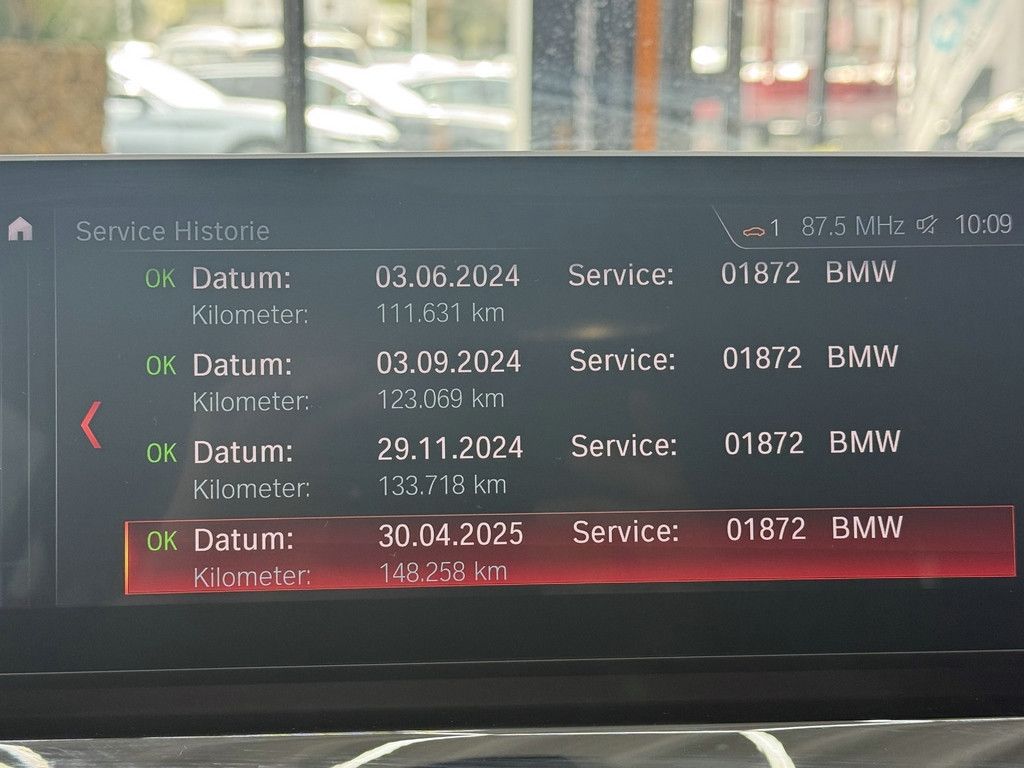 Service Historie 1 87.5 MHz 10:09
OK Datum: 03.06.2024 Service: 01872 BMW
Kilometer: 111.631 km
OK Datum: 03.09.2024 Service: 01872 BMW
Kilometer: 123.069 km
OK Datum: 29.11.2024 Service: 01872 BMW
Kilometer: 133.718 km
OK Datum: 30.04.2025 Service: 01872 BMW
Kilometer: 148.258 km